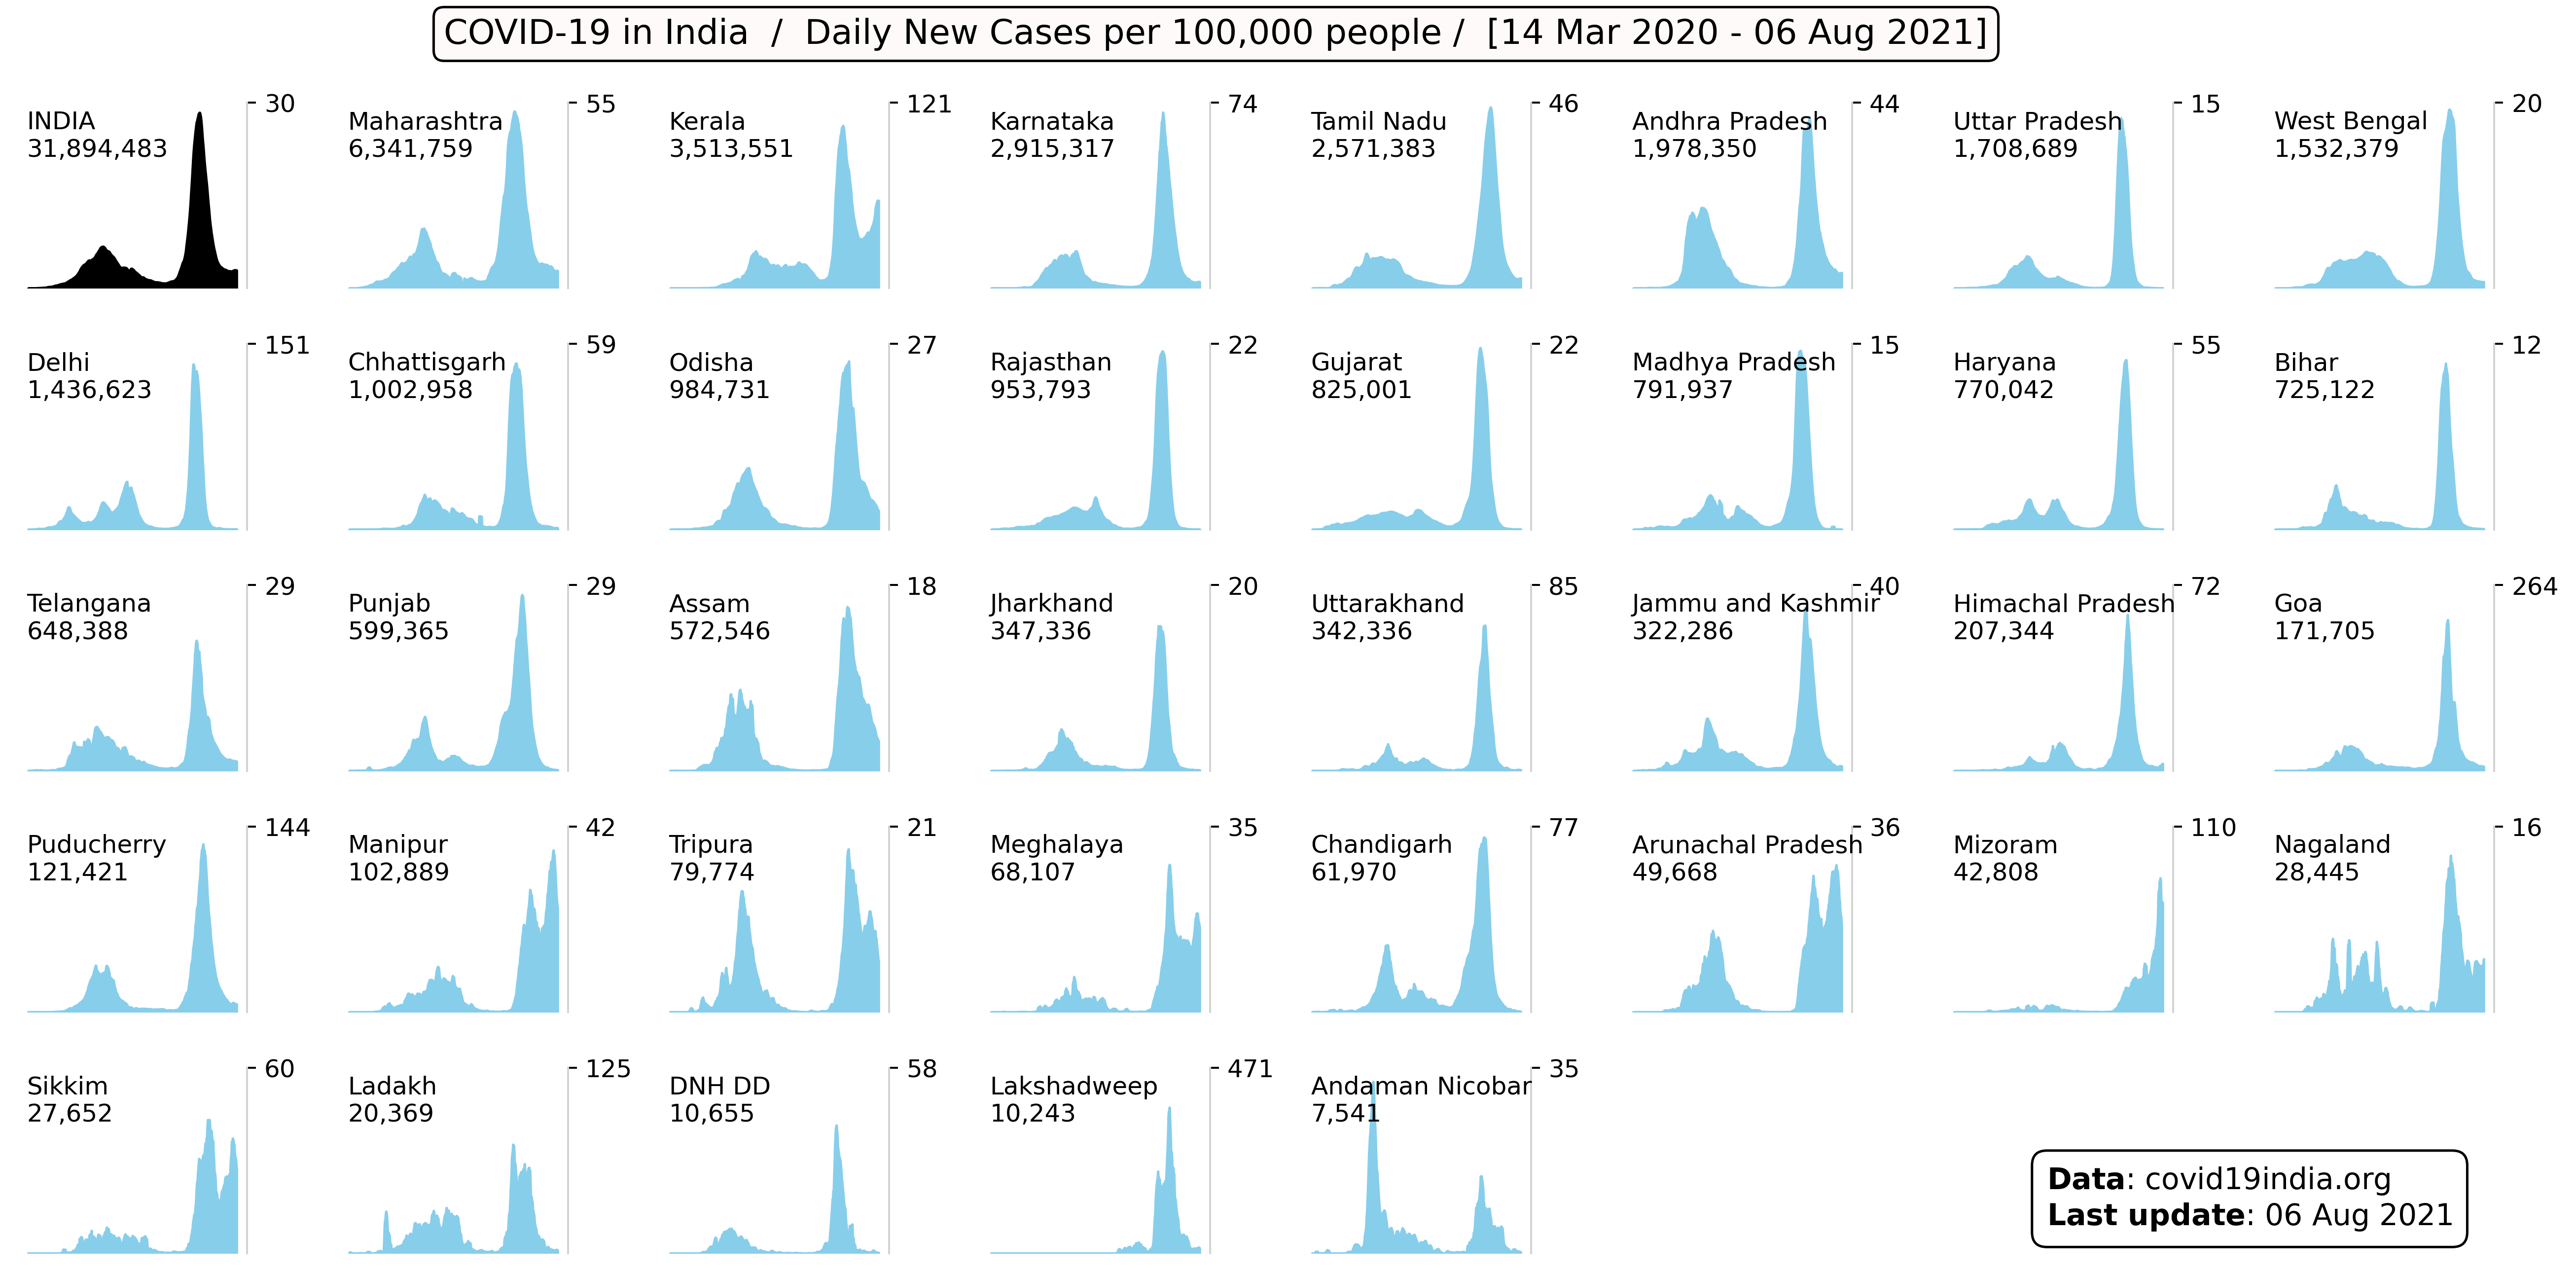 COVID-19 in India / Daily New Cases per 100,000 people / [14 Mar 2020 - 06 Aug 2021]
INDIA
31,894,483
30
Maharashtra
6,341,759
55
Kerala
3,513,551
121
Karnataka
2,915,317
74
Tamil Nadu
2,571,383
46
Andhra Pradesh
1,978,350
44
Uttar Pradesh
1,708,689
15
West Bengal
1,532,379
20
Delhi
1,436,623
151
Chhattisgarh
1,002,958
59
Odisha
984,731
27
Rajasthan
953,793
22
Gujarat
825,001
22
Madhya Pradesh
791,937
15
Haryana
770,042
55
Bihar
725,122
12
Telangana
648,388
29
Punjab
599,365
29
Assam
572,546
18
Jharkhand
347,336
20
Uttarakhand
342,336
85
Jammu and Kashmir
322,286
40
Himachal Pradesh
207,344
72
Goa
171,705
264
Puducherry
121,421
144
Manipur
102,889
42
Tripura
79,774
21
Meghalaya
68,107
35
Chandigarh
61,970
77
Arunachal Pradesh
49,668
36
Mizoram
42,808
110
Nagaland
28,445
16
Sikkim
27,652
60
Ladakh
20,369
125
DNH DD
10,655
58
Lakshadweep
10,243
471
Andaman Nicobar
7,541
35
Data: covid19india.org
Last update: 06 Aug 2021